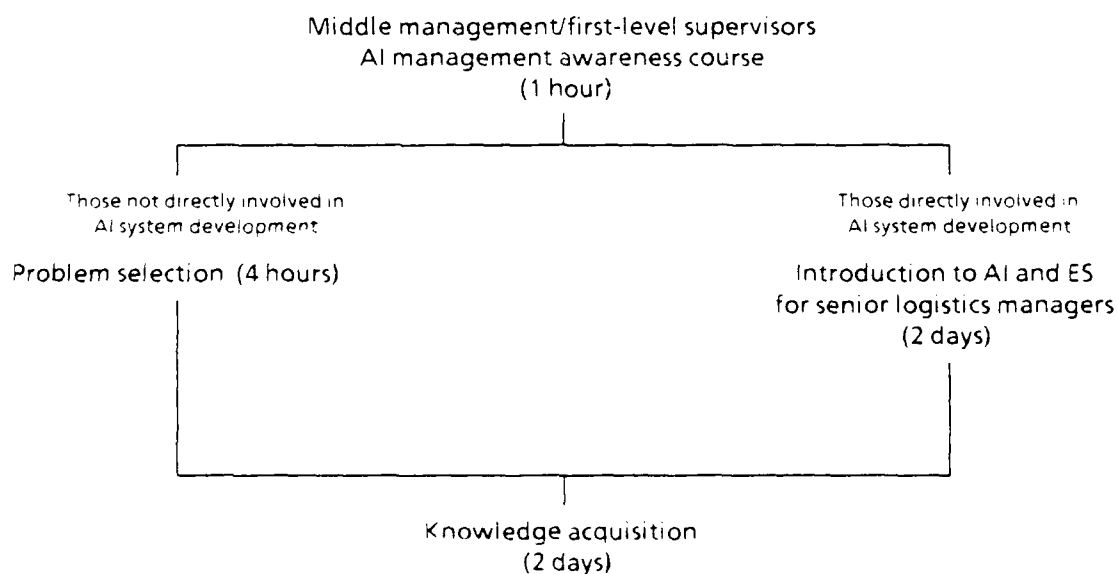 Middle management/first-level supervisors
AI management awareness course
(1 hour)
Those not directly involved in
AI system development
Problem selection (4 hours)
Those directly involved in
AI system development
Introduction to AI and ES
for senior logistics managers
(2 days)
Knowledge acquisition
(2 days)